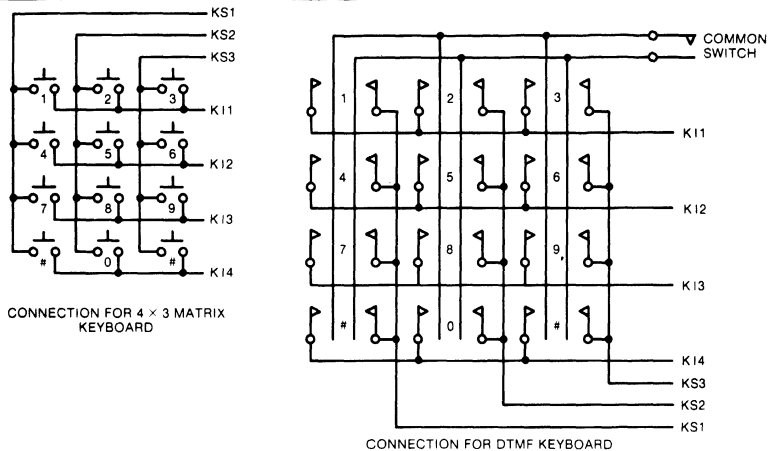 KS1
KS2
KS3
1 2 3
KI1
4 5 6
KI2
7 8 9
KI3
# 0 #
KI4
CONNECTION FOR 4 × 3 MATRIX
KEYBOARD
COMMON
SWITCH
1 2 3
KI1
4 5 6
KI2
7 8 9,
KI3
# 0 #
KI4
KS3
KS2
KS1
CONNECTION FOR DTMF KEYBOARD